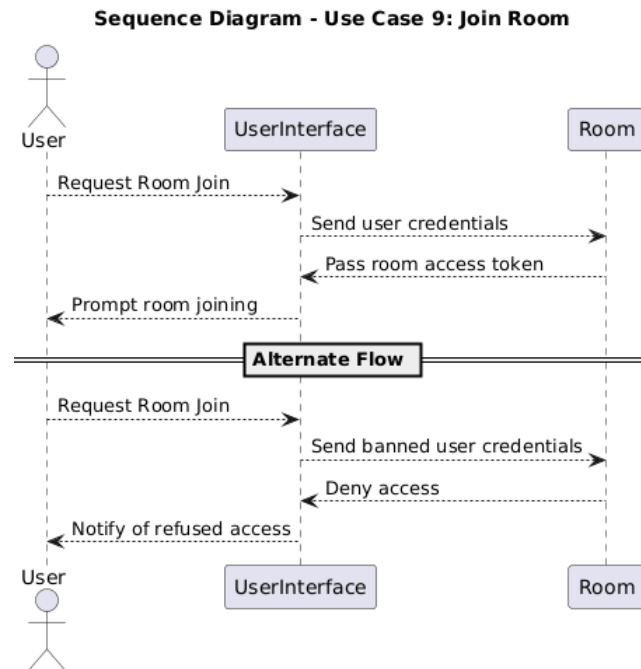 Sequence Diagram - Use Case 9: Join Room
User
UserInterface
Room
Request Room Join
Send user credentials
Pass room access token
Prompt room joining
Alternate Flow
Request Room Join
Send banned user credentials
Deny access
Notify of refused access
User
UserInterface
Room